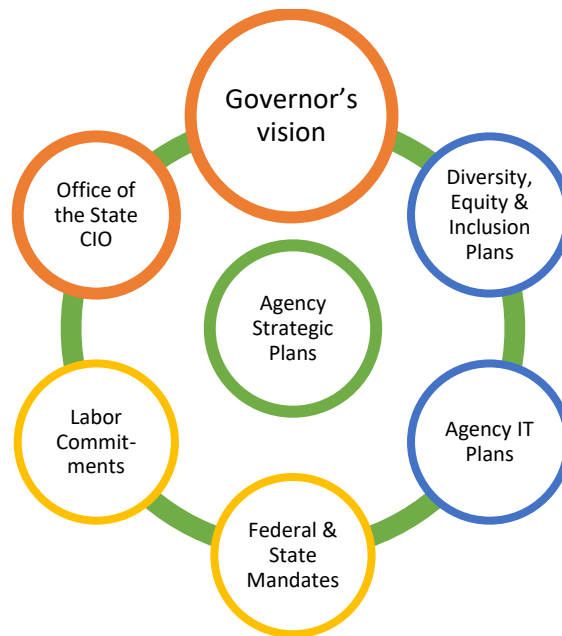 Governor's
vision
Diversity,
Equity &
Inclusion
Plans
Agency IT
Plans
Federal &
State
Mandates
Labor
Commit-
ments
Office of
the State
CIO
Agency
Strategic
Plans